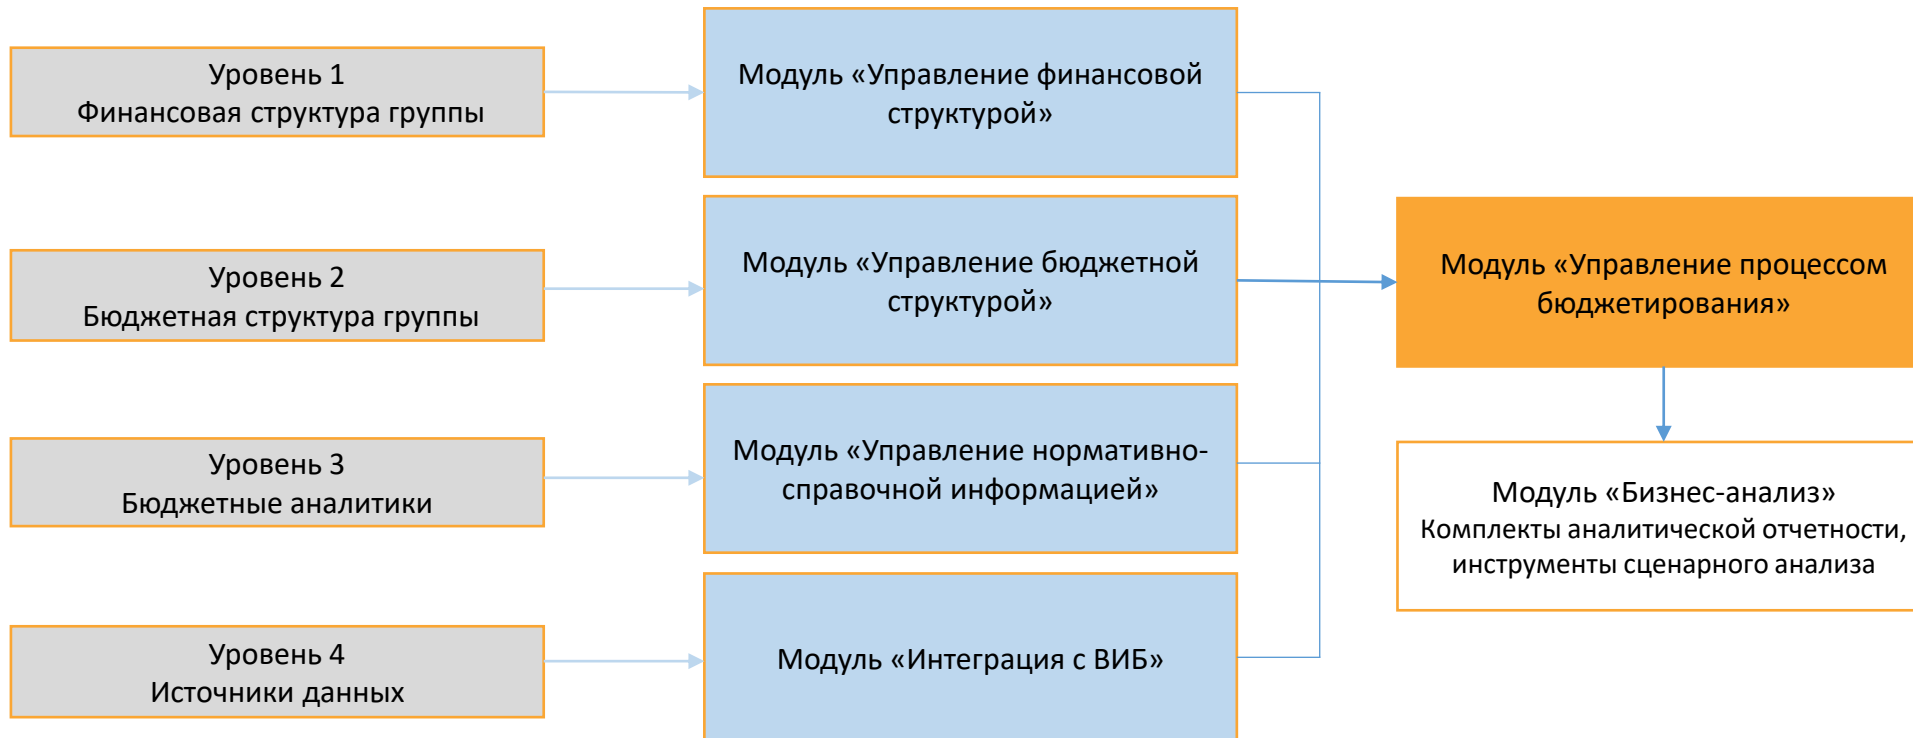 Уровень 1
Финансовая структура группы
Модуль «Управление финансовой
структурой»
Уровень 2
Бюджетная структура группы
Модуль «Управление бюджетной
структурой»
Модуль «Управление процессом
бюджетирования»
Уровень 3
Бюджетные аналитики
Модуль «Управление нормативно-
справочной информацией»
Модуль «Бизнес-анализ»
Комплекты аналитической отчетности,
инструменты сценарного анализа
Уровень 4
Источники данных
Модуль «Интеграция с ВИБ»